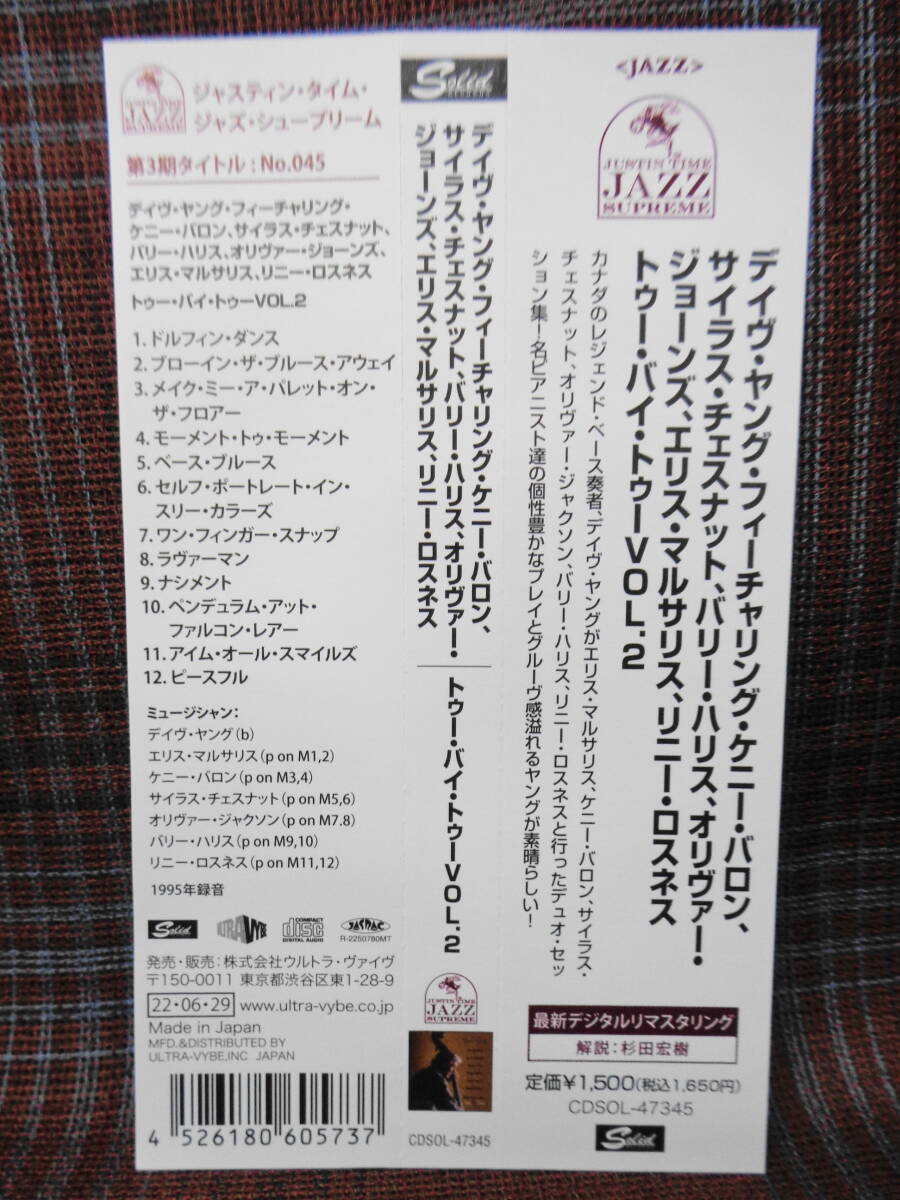 JUSTIN TIME
JAZZ
SUPREME
ジャスティン・タイム・
ジャズ・シュープリーム
第3期タイトル：No.045
デイヴ・ヤング・フィーチャリング・
ケニー・バロン、サイラス・チェスナット、
バリー・ハリス、オリヴァー・ジョーンズ、
エリス・マルサリス、リニー・ロスネス
トゥー・バイ・トゥーVOL.2
1. ドルフィン・ダンス
2. ブローイン・ザ・ブルース・アウェイ
3. メイク・ミー・ア・パレット・オン・
ザ・フロアー
4. モーメント・トゥ・モーメント
5. ベース・ブルース
6. セルフ・ポートレート・イン・
スリー・カラーズ
7. ワン・フィンガー・スナップ
8. ラヴァーマン
9. ナシメント
10. ペンデュラム・アット・
ファルコン・レアー
11. アイム・オール・スマイルズ
12. ピースフル
ミュージシャン：
デイヴ・ヤング(b)
エリス・マルサリス(p on M1,2)
ケニー・バロン(p on M3,4)
サイラス・チェスナット(p on M5,6)
オリヴァー・ジャクソン(p on M7.8)
バリー・ハリス(p on M9,10)
リニー・ロスネス(p on M11,12)
1995年録音
Solid
ULTRA VYBE
COMPACT
disc
DIGITAL AUDIO
JASRAC
R-2250780MT
発売・販売：株式会社ウルトラ・ヴァイヴ
〒150-0011 東京都渋谷区東1-28-9
22・06・29 www.ultra-vybe.co.jp
Made in Japan
MFD.&DISTRIBUTED BY
ULTRA-VYBE,INC JAPAN
4 526180 605737
Solid
RECORDS
デイヴ・ヤング・フィーチャリング・ケニー・バロン、
サイラス・チェスナット、バリー・ハリス、オリヴァー・
ジョーンズ、エリス・マルサリス、リニー・ロスネス
トゥー・バイ・トゥーVOL.2
JUSTIN TIME
JAZZ
SUPREME
CDSOL-47345
<JAZZ>
JUSTIN TIME
JAZZ
SUPREME
デイヴ・ヤング・フィーチャリング・ケニー・バロン、
サイラス・チェスナット、バリー・ハリス、オリヴァー・
ジョーンズ、エリス・マルサリス、リニー・ロスネス
トゥー・バイ・トゥーVOL.2
カナダのレジェンド・ベース奏者、デイヴ・ヤングがエリス・マルサリス、ケニー・バロン、サイラス・
チェスナット、オリヴァー・ジャクソン、バリー・ハリス、リニー・ロスネスと行ったデュオ・セッ
ション集！名ピアニスト達の個性豊かなプレイとグルーヴ感溢れるヤングが素晴らしい！
最新デジタルリマスタリング
解説：杉田宏樹
定価¥1,500(税込1,650円)
CDSOL-47345
Solid